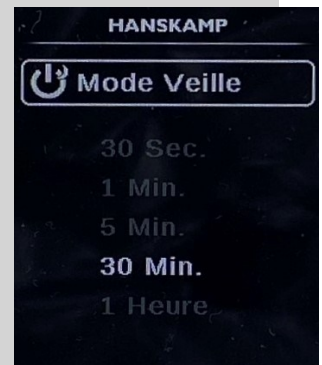 HANSKAMP
Mode Veille
30 Sec.
1 Min.
5 Min.
30 Min.
1 Heure